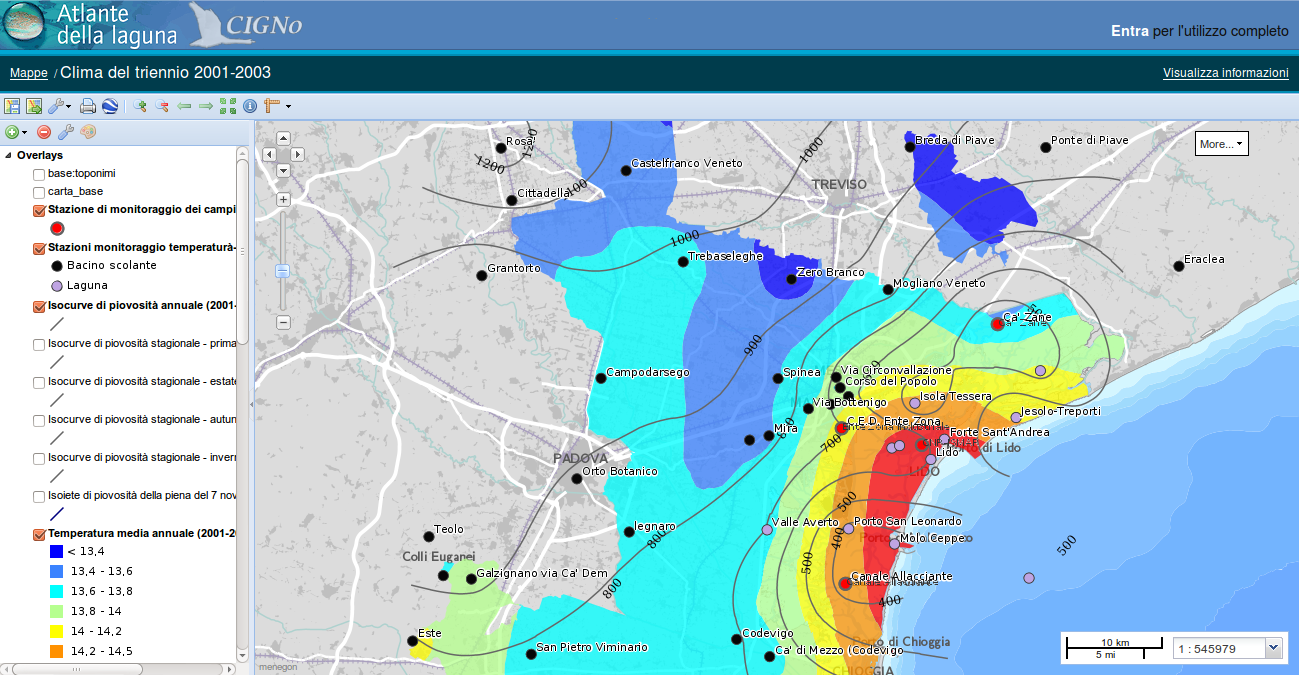 Atlante
della laguna
CIGNo
Entra per l'utilizzo completo
Mappe / Clima del triennio 2001-2003
Visualizza informazioni
Overlays
base:toponimi
carta_base
Stazione di monitoraggio dei campi
Stazioni monitoraggio temperatura-
Bacino scolante
Laguna
Isocurve di piovosità annuale (2001-
Isocurve di piovosità stagionale - prima
Isocurve di piovosità stagionale - estate
Isocurve di piovosità stagionale - autun
Isocurve di piovosità stagionale - inverr
Isoiete di piovosità della piena del 7 nov
Temperatura media annuale (2001-2
< 13,4
13,4 - 13,6
13,6 - 13,8
13,8 - 14
14 - 14,2
14,2 - 14,5
More...
Rosà
1200
1200
Castelfranco Veneto
1000
Breda di Piave
Ponte di Piave
Cittadella
TREVISO
1000
Trebaseleghe
Grantorto
Zero Branco
Mogliano Veneto
Eraclea
Ca' Zane
900
Campodarsego
Spinea
Via Circonvallazione
Corso del Popolo
Via Bottenigo
Isola Tessera
Jesolo-Treporti
Mira
C.E.D. Ente Zona
Forte Sant'Andrea
700
Porto di Lido
Lido
LIDO
PADOVA
Orto Botanico
500
Teolo
legnaro
800
Valle Averto
Porto San Leonardo
400
Molo Ceppe
500
Colli Euganei
Galzignano via Ca' Dem
500
Canale Allacciante
800
400
Este
San Pietro Viminario
Codevigo
Ca' di Mezzo (Codevigo
Porto di Chioggia
CHIOGGIA
menegon
10 km
5 mi
1 : 545979